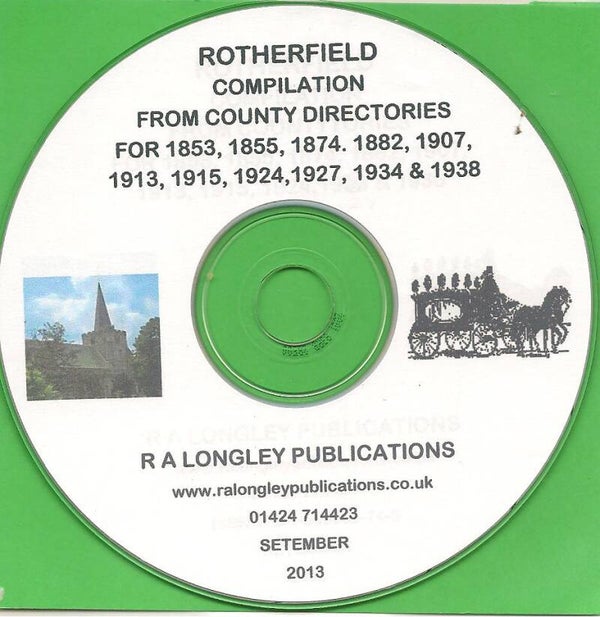 ROTHERFIELD
COMPILATION
FROM COUNTY DIRECTORIES
FOR 1853, 1855, 1874. 1882, 1907,
1913, 1915, 1924,1927, 1934 & 1938
R A LONGLEY PUBLICATIONS
www.ralongleypublications.co.uk
01424 714423
SETEMBER
2013